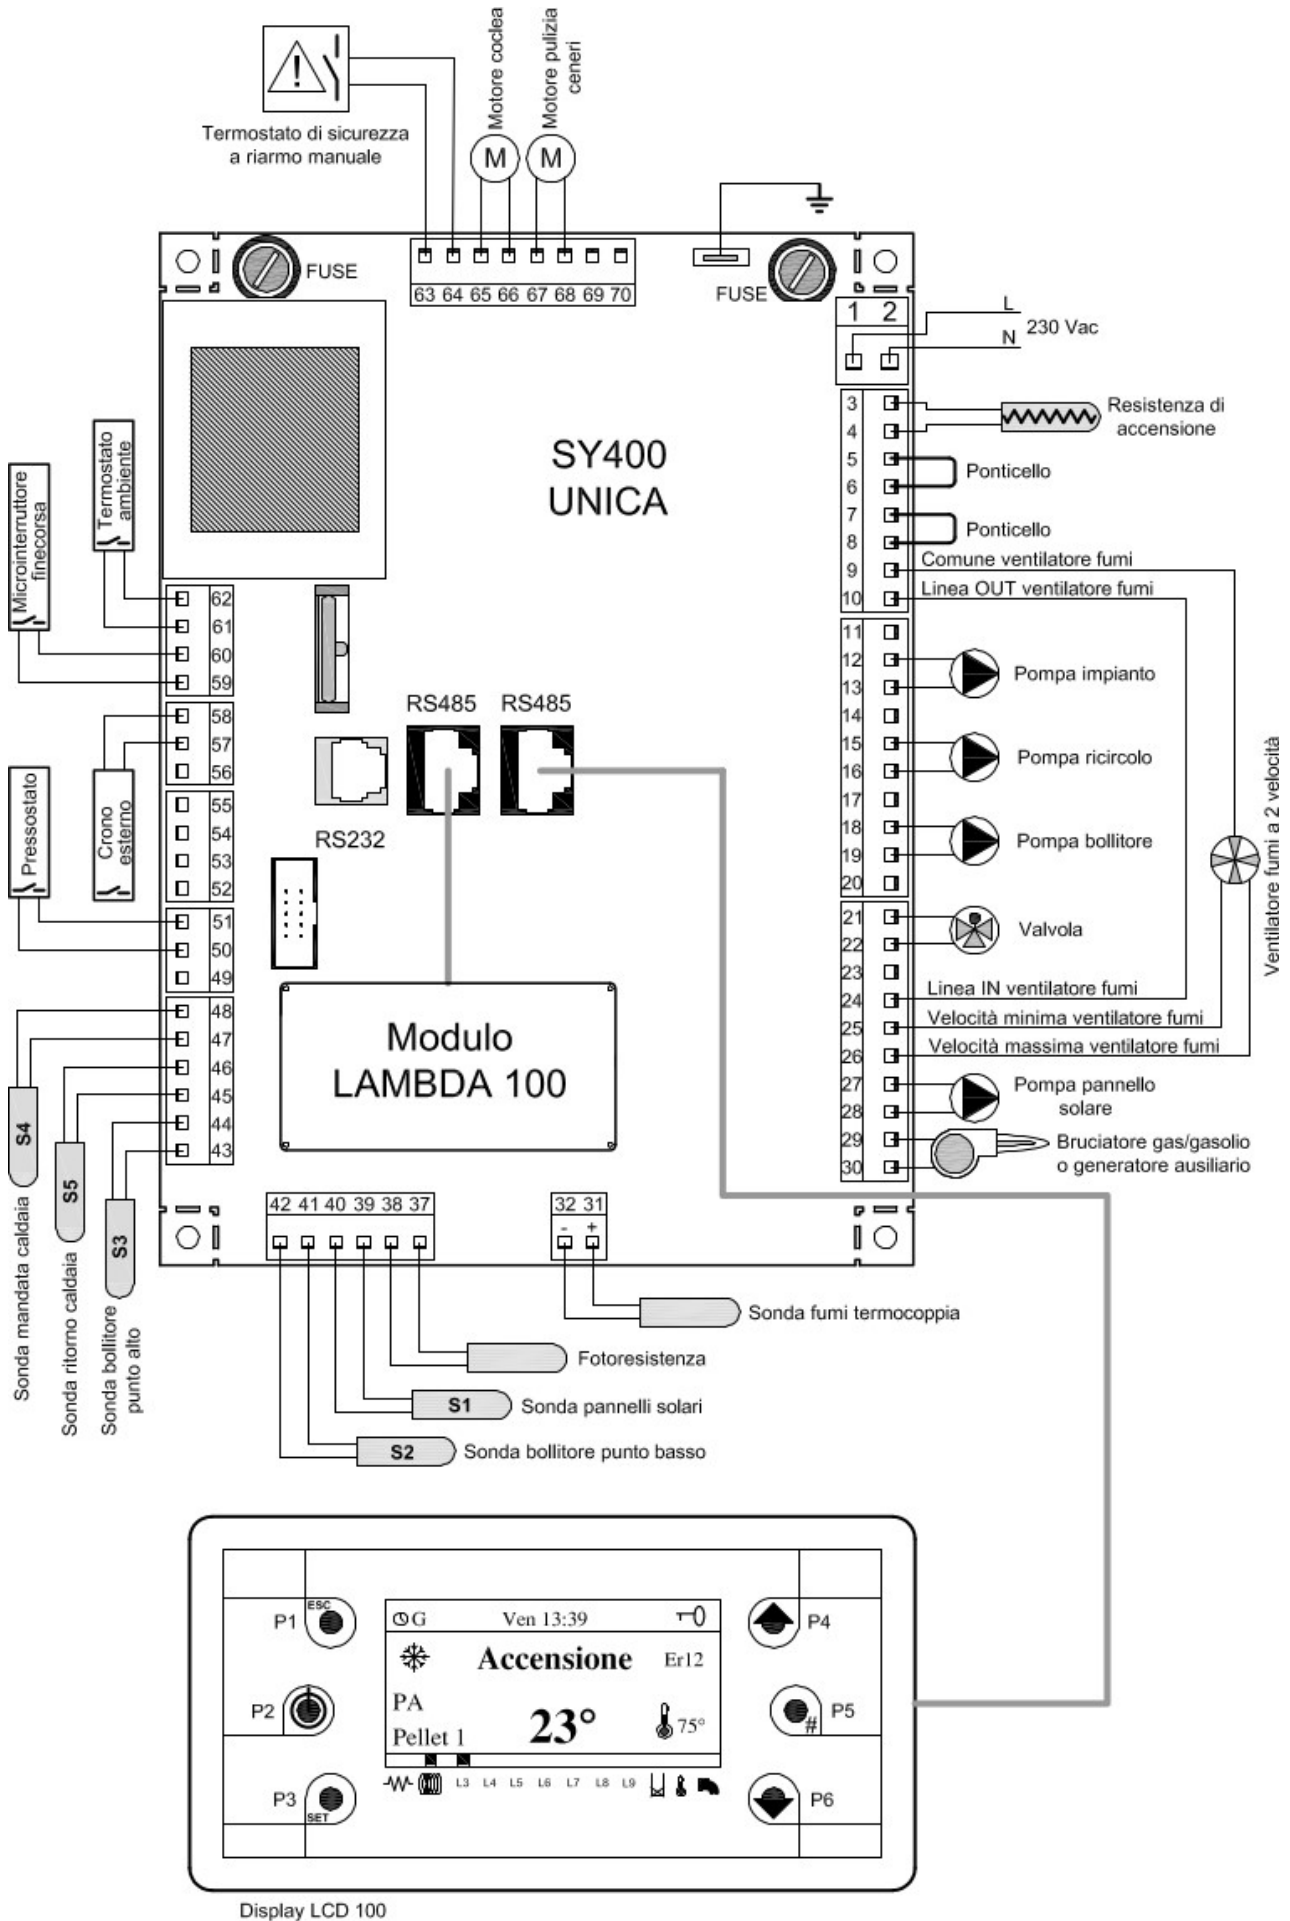 Termostato di sicurezza
a riarmo manuale
Motore coclea
Motore pulizia
ceneri
M
M
FUSE
63 64 65 66 67 68 69 70
FUSE
1 2
L
N
230 Vac
SY400
UNICA
3
4
5
6
7
8
9
10
Resistenza di
accensione
Ponticello
Ponticello
Comune ventilatore fumi
Linea OUT ventilatore fumi
Microinterruttore
finecorsa
Termostato
ambiente
62
61
60
59
58
57
56
55
54
53
52
51
50
49
48
47
46
45
44
43
Pressostato
Crono
esterno
RS485
RS485
RS232
11
12
13
14
15
16
17
18
19
20
21
22
23
24
25
26
27
28
29
30
Pompa impianto
Pompa ricircolo
Pompa bollitore
Valvola
Linea IN ventilatore fumi
Velocità minima ventilatore fumi
Velocità massima ventilatore fumi
Pompa pannello
solare
Bruciatore gas/gasolio
o generatore ausiliario
Ventilatore fumi a 2 velocità
Modulo
LAMBDA 100
S4
S5
S3
Sonda mandata caldaia
Sonda ritorno caldaia
Sonda bollitore
punto alto
42 41 40 39 38 37
32 31
- +
Sonda fumi termocoppia
Fotoresistenza
S1
Sonda pannelli solari
S2
Sonda bollitore punto basso
P1
ESC
P2
P3
SET
G
Ven 13:39
Accensione
Er12
PA
23°
75°
Pellet 1
L3 L4 L5 L6 L7 L8 L9
P4
P5
#
P6
Display LCD 100